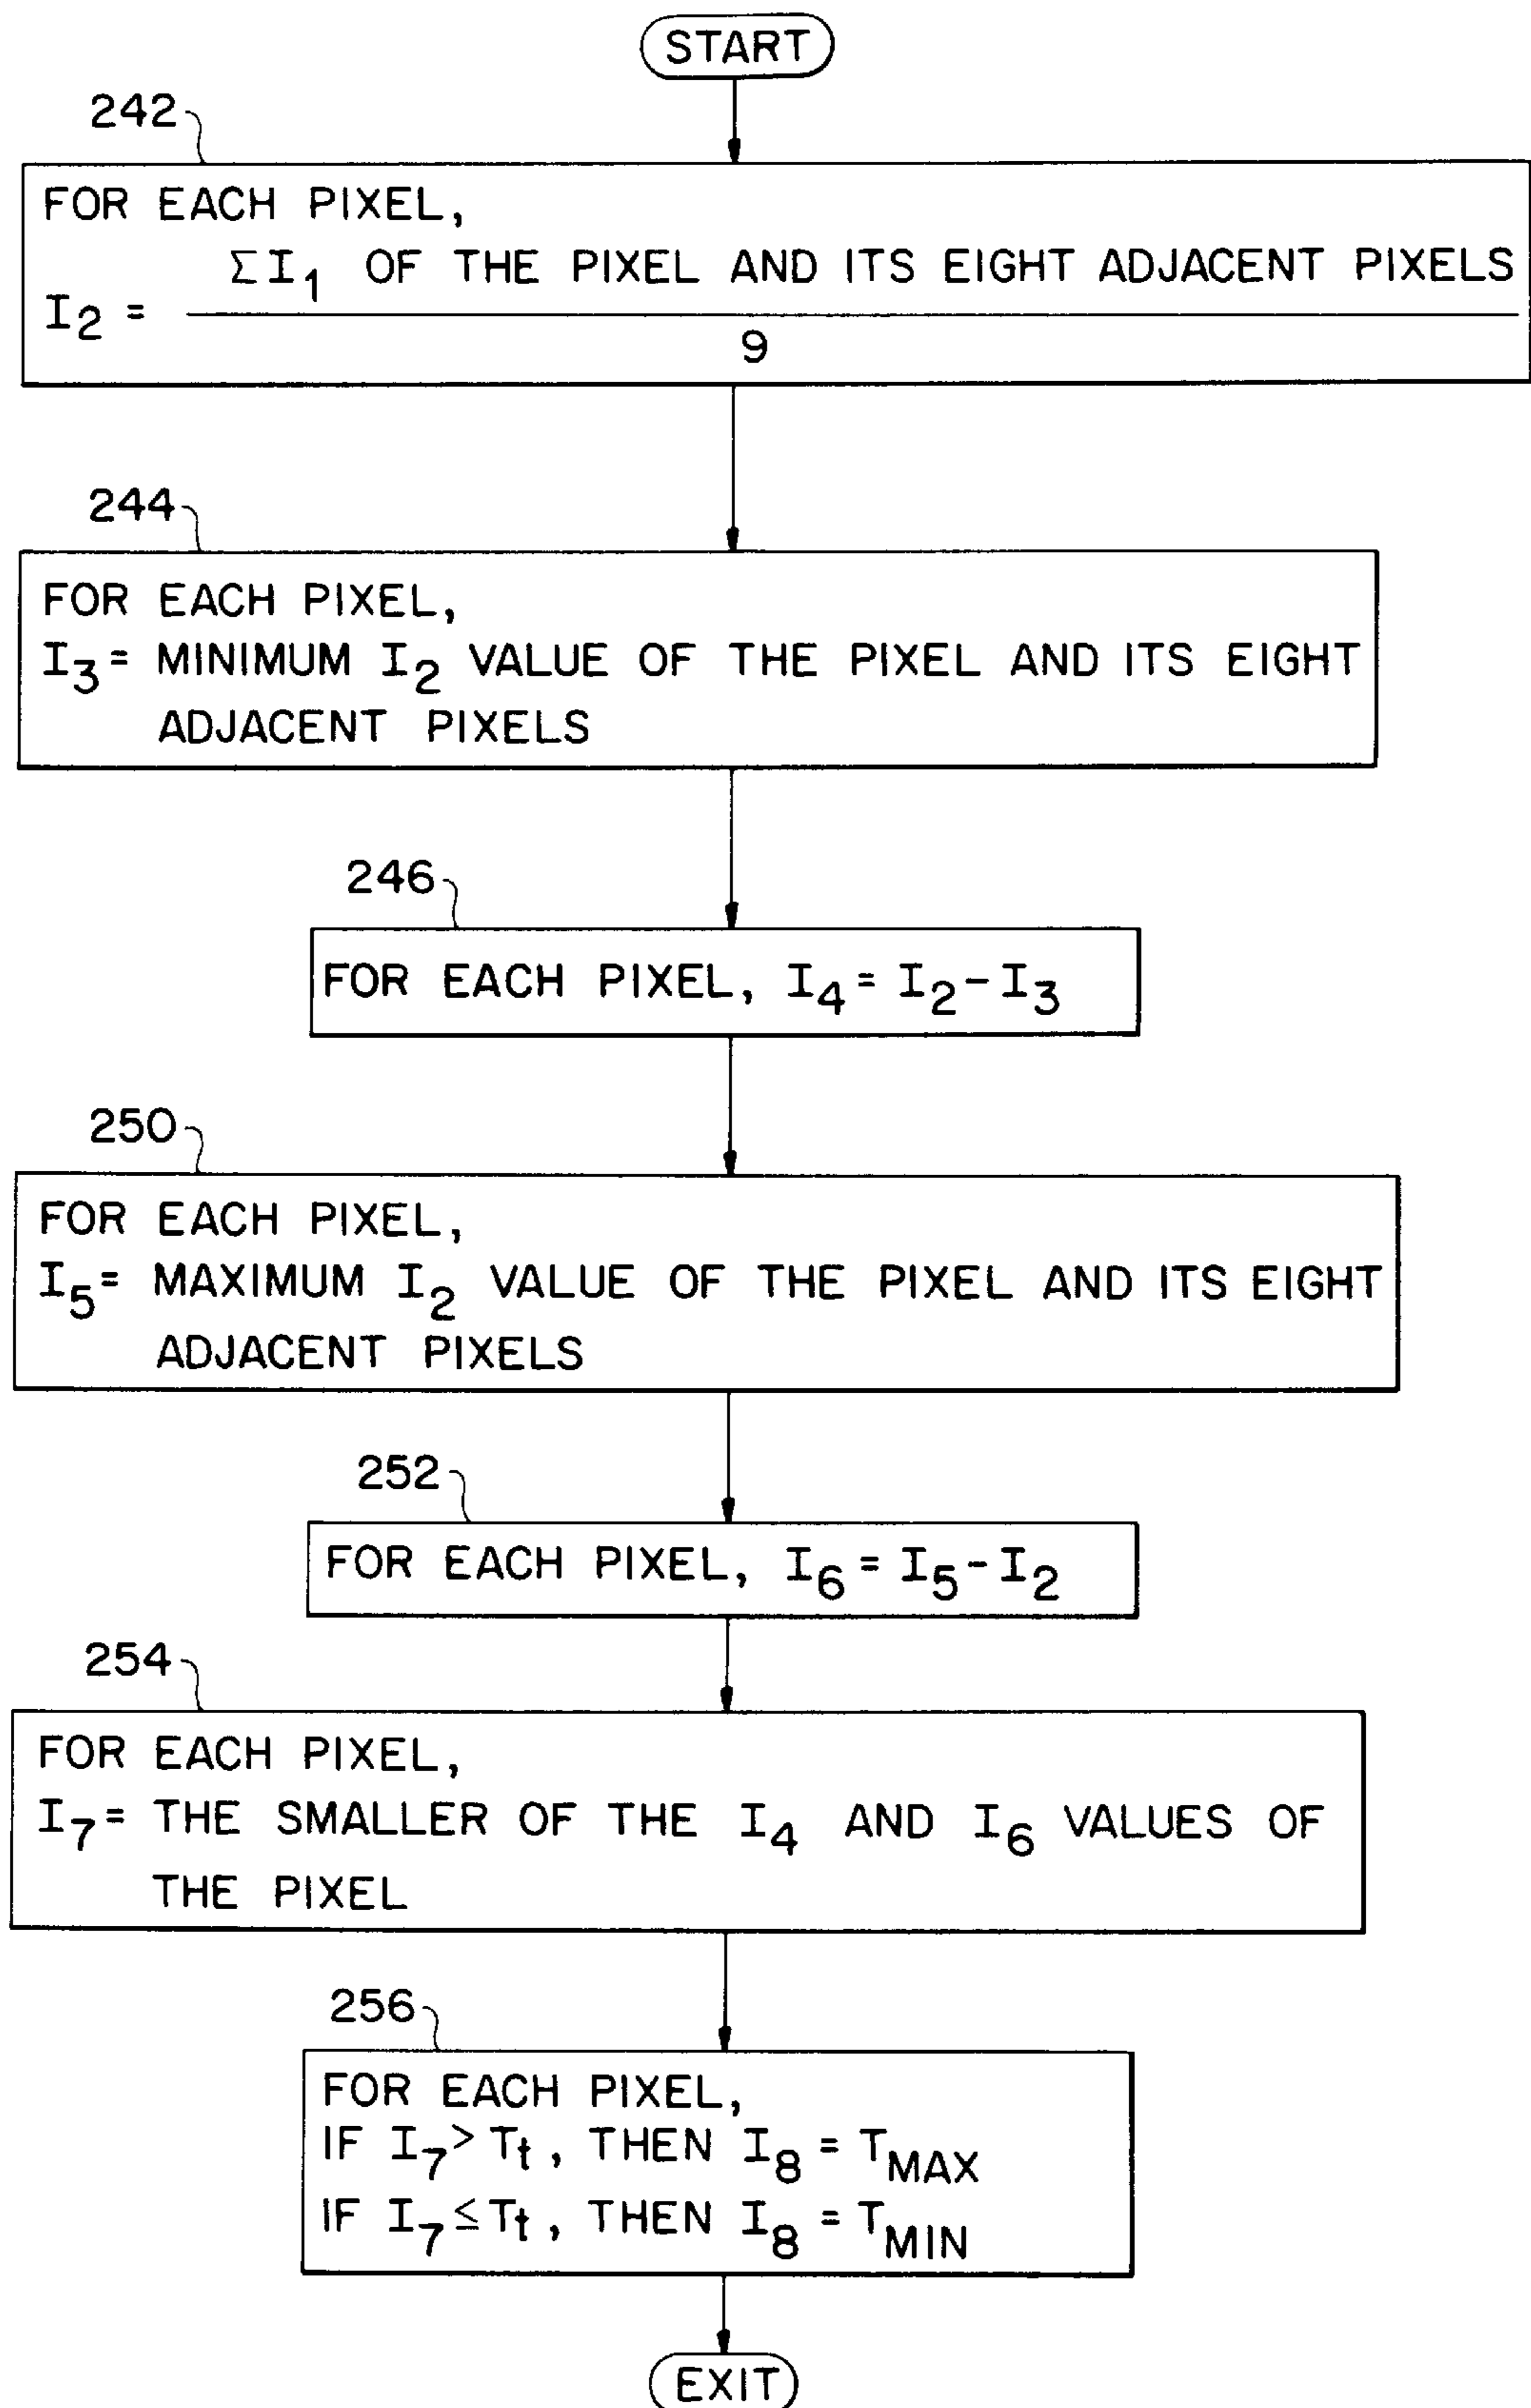 START
242
FOR EACH PIXEL,
ΣI₁ OF THE PIXEL AND ITS EIGHT ADJACENT PIXELS
I₂ =
9
244
FOR EACH PIXEL,
I₃= MINIMUM I₂ VALUE OF THE PIXEL AND ITS EIGHT
ADJACENT PIXELS
246
FOR EACH PIXEL, I₄ = I₂-I₃
250
FOR EACH PIXEL,
I₅= MAXIMUM I₂ VALUE OF THE PIXEL AND ITS EIGHT
ADJACENT PIXELS
252
FOR EACH PIXEL, I₆ = I₅-I₂
254
FOR EACH PIXEL,
I₇= THE SMALLER OF THE I₄ AND I₆ VALUES OF
THE PIXEL
256
FOR EACH PIXEL,
IF I₇ > Tt, THEN I₈ = TMAX
IF I₇ ≤ Tt, THEN I₈ = TMIN
EXIT